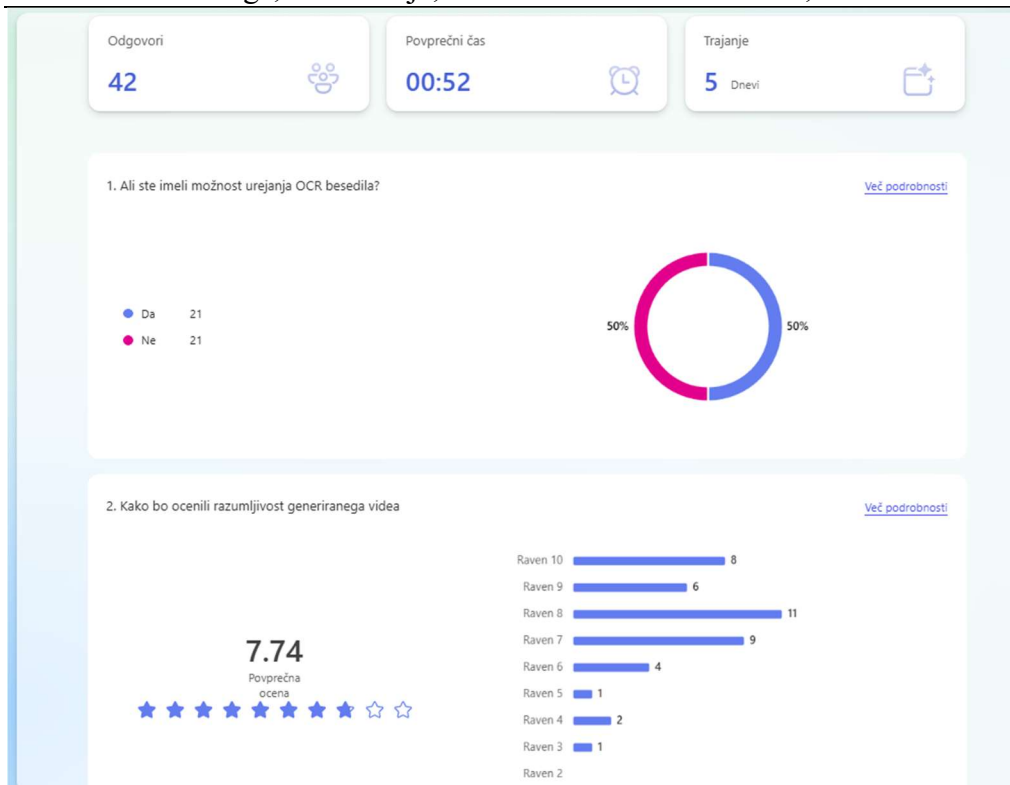 Odgovori
42
Povprečni čas
00:52
Trajanje
5 Dnevi
1. Ali ste imeli možnost urejanja OCR besedila?
Več podrobnosti
Da 21
Ne 21
50%
50%
2. Kako bo ocenili razumljivost generiranega videa
Več podrobnosti
7.74
Povprečna
ocena
Raven 10 8
Raven 9 6
Raven 8 11
Raven 7 9
Raven 6 4
Raven 5 1
Raven 4 2
Raven 3 1
Raven 2